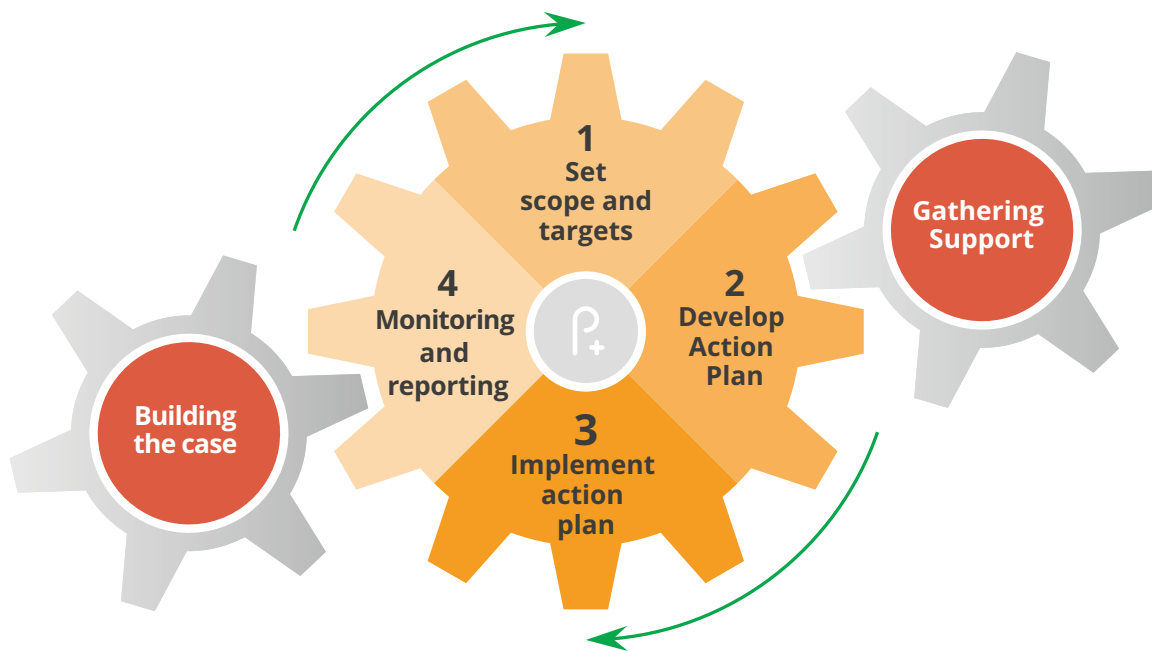 1
Set
scope and
targets
2
Develop
Action
Plan
3
Implement
action
plan
4
Monitoring
and
reporting
Building
the case
Gathering
Support